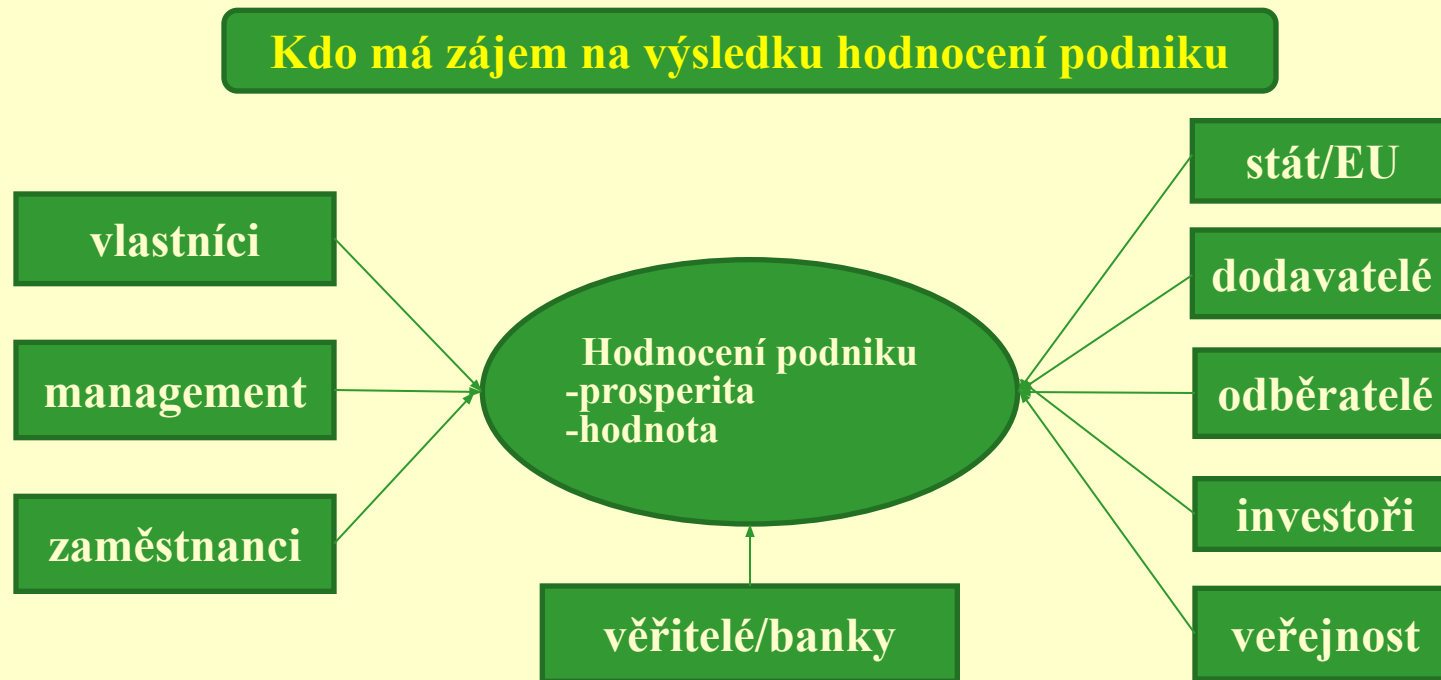 Kdo má zájem na výsledku hodnocení podniku
vlastníci
management
zaměstnanci
Hodnocení podniku
-prosperita
-hodnota
věřitelé/banky
stát/EU
dodavatelé
odběratelé
investoři
veřejnost